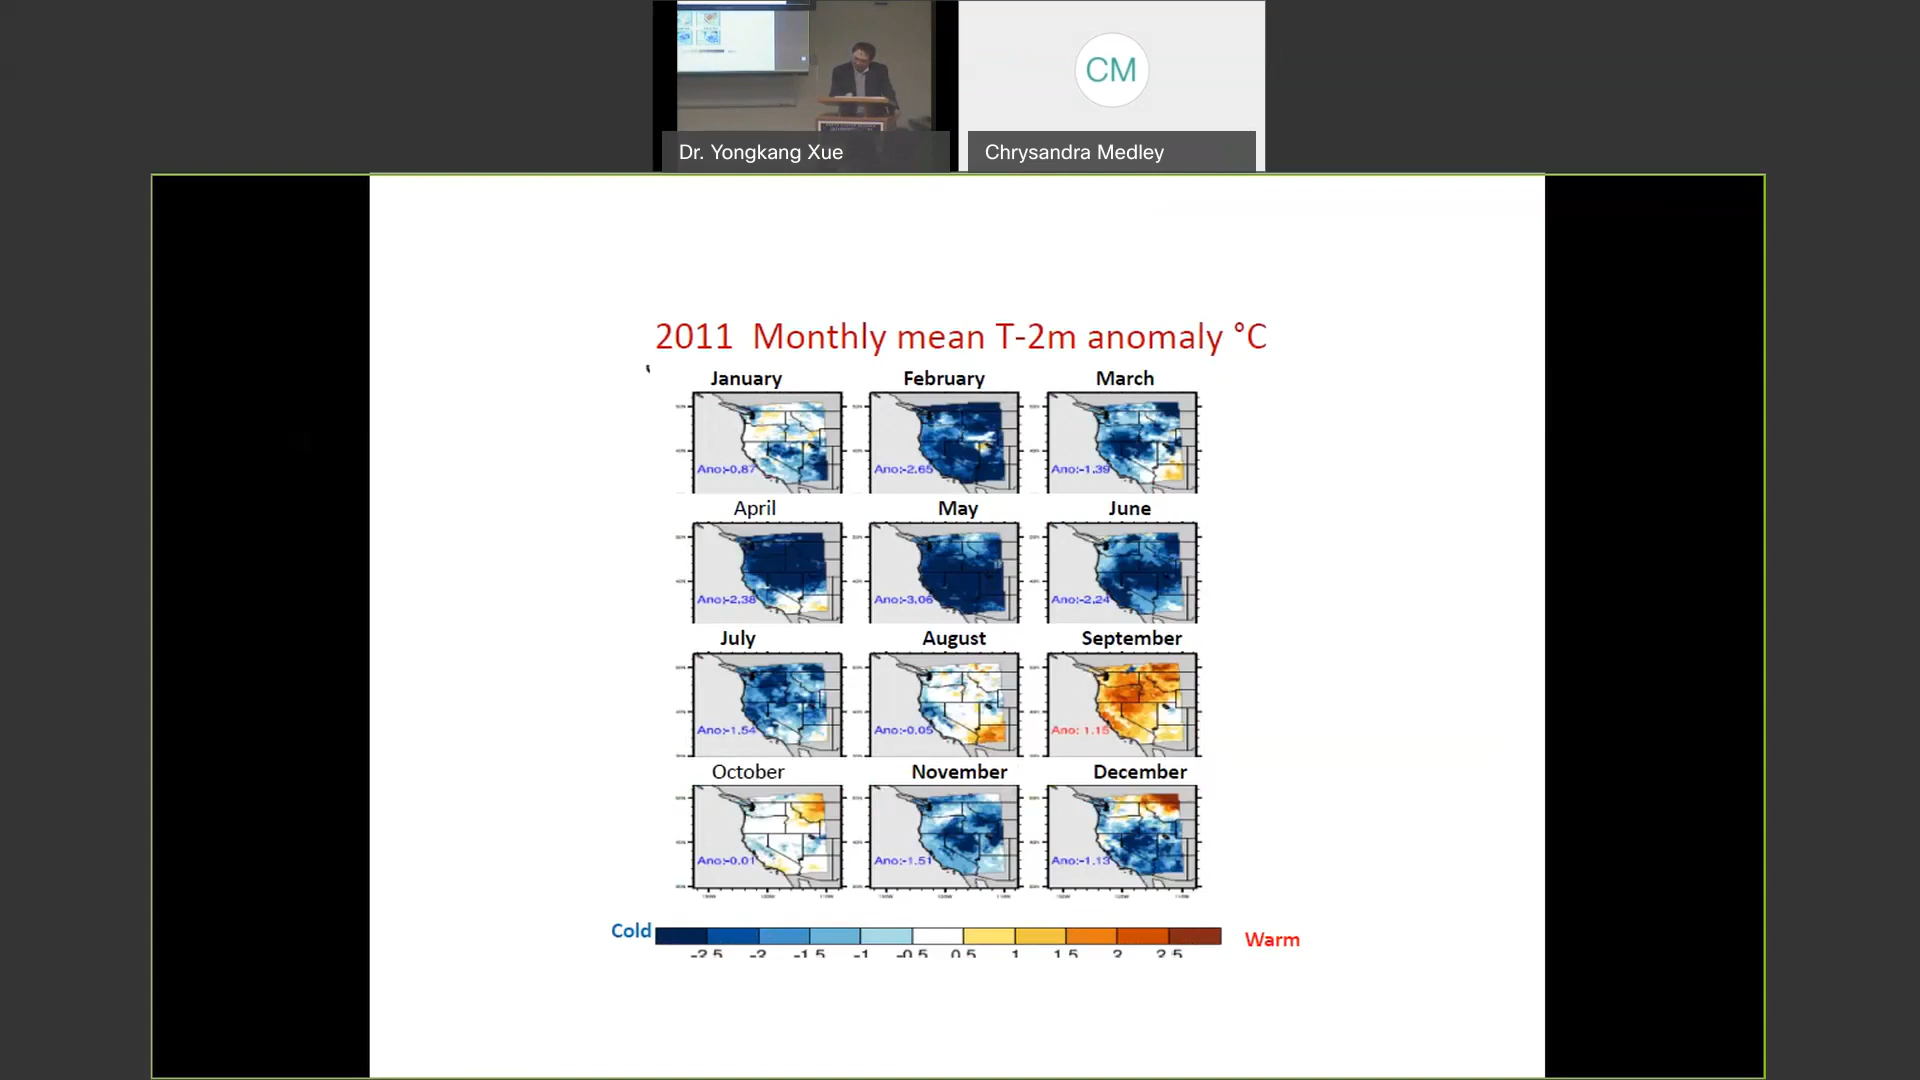 CM
Dr. Yongkang Xue
Chrysandra Medley
2011 Monthly mean T-2m anomaly °C
January February March
Ano:-0.87 Ano:-2.65 Ano:-1.39
April May June
Ano:-2.38 Ano:-3.06 Ano:-2.24
July August September
Ano:-1.54 Ano:-0.05 Ano: 1.15
October November December
Ano:-0.01 Ano:-1.51 Ano:-1.13
Cold Warm
-2.5 -2 -1.5 -1 -0.5 0.5 1 1.5 2 2.5